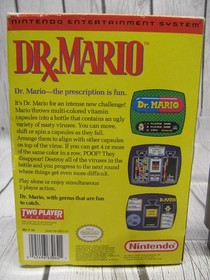 NINTENDO ENTERTAINMENT SYSTEM
DR. MARIO
Dr. Mario—the prescription is fun.
It's Dr. Mario for an intense new challenge!
Mario throws multi-colored vitamin
capsules into a bottle that contains an ugly
array of nasty viruses. You can move,
shift or spin a capsules as they fall.
Arrange them to align with other capsules
on top of the virus. If you can get 4 or more
of the same color in a row, POOF! They
disappear! Destroy all of the viruses in the
bottle and you progress to the next round
where things get even more difficult.
Play alone or enjoy simultaneous
2 player action.
Dr. Mario, with germs that are fun
to catch.
TWO PLAYER
Dr. MARIO
Nintendo